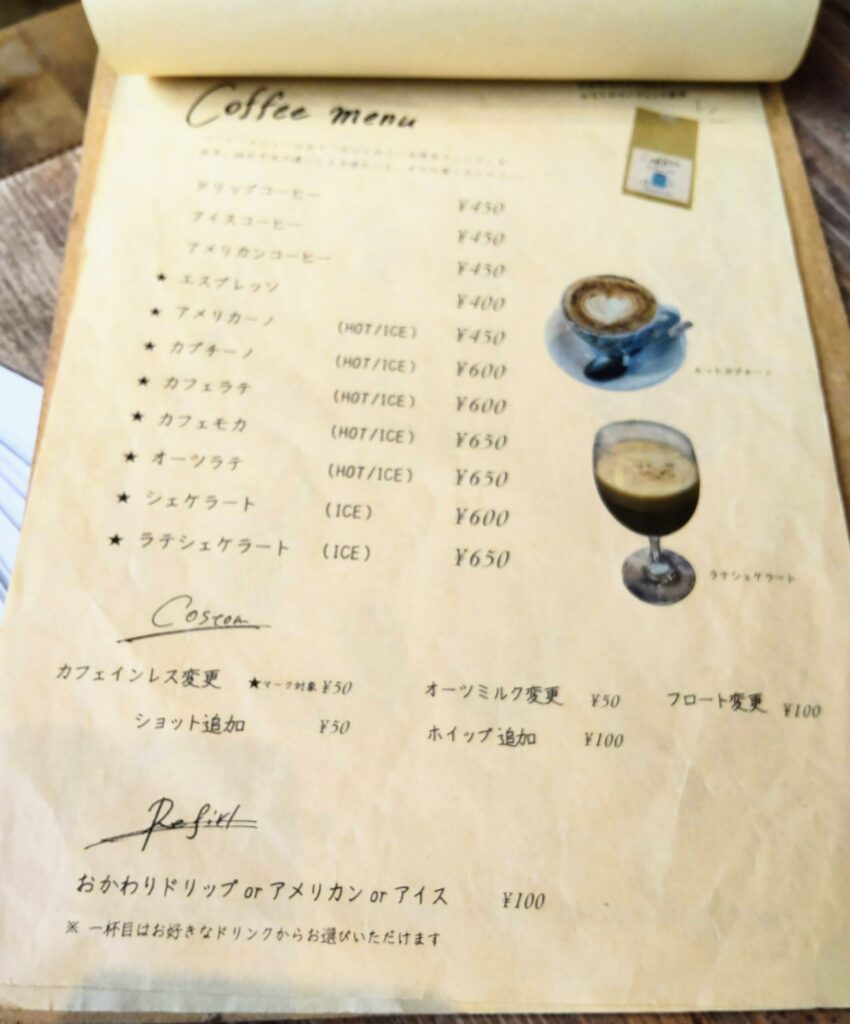 Coffee menu
ドリップコーヒー ¥450
アイスコーヒー ¥450
アメリカンコーヒー ¥450
★ エスプレッソ ¥400
★ アメリカーノ (HOT/ICE) ¥450
★ カプチーノ (HOT/ICE) ¥600
★ カフェラテ (HOT/ICE) ¥600
★ カフェモカ (HOT/ICE) ¥650
★ オーツラテ (HOT/ICE) ¥650
★ シェケラート (ICE) ¥600
★ ラテシェケラート (ICE) ¥650
Coffee
ホットカプチーノ
ラテシェケラート
Costom
カフェインレス変更 ★マーク対象 ¥50 オーツミルク変更 ¥50 フロート変更 ¥100
ショット追加 ¥50 ホイップ追加 ¥100
Refirl
おかわりドリップ or アメリカン or アイス ¥100
※ 一杯目はお好きなドリンクからお選びいただけます